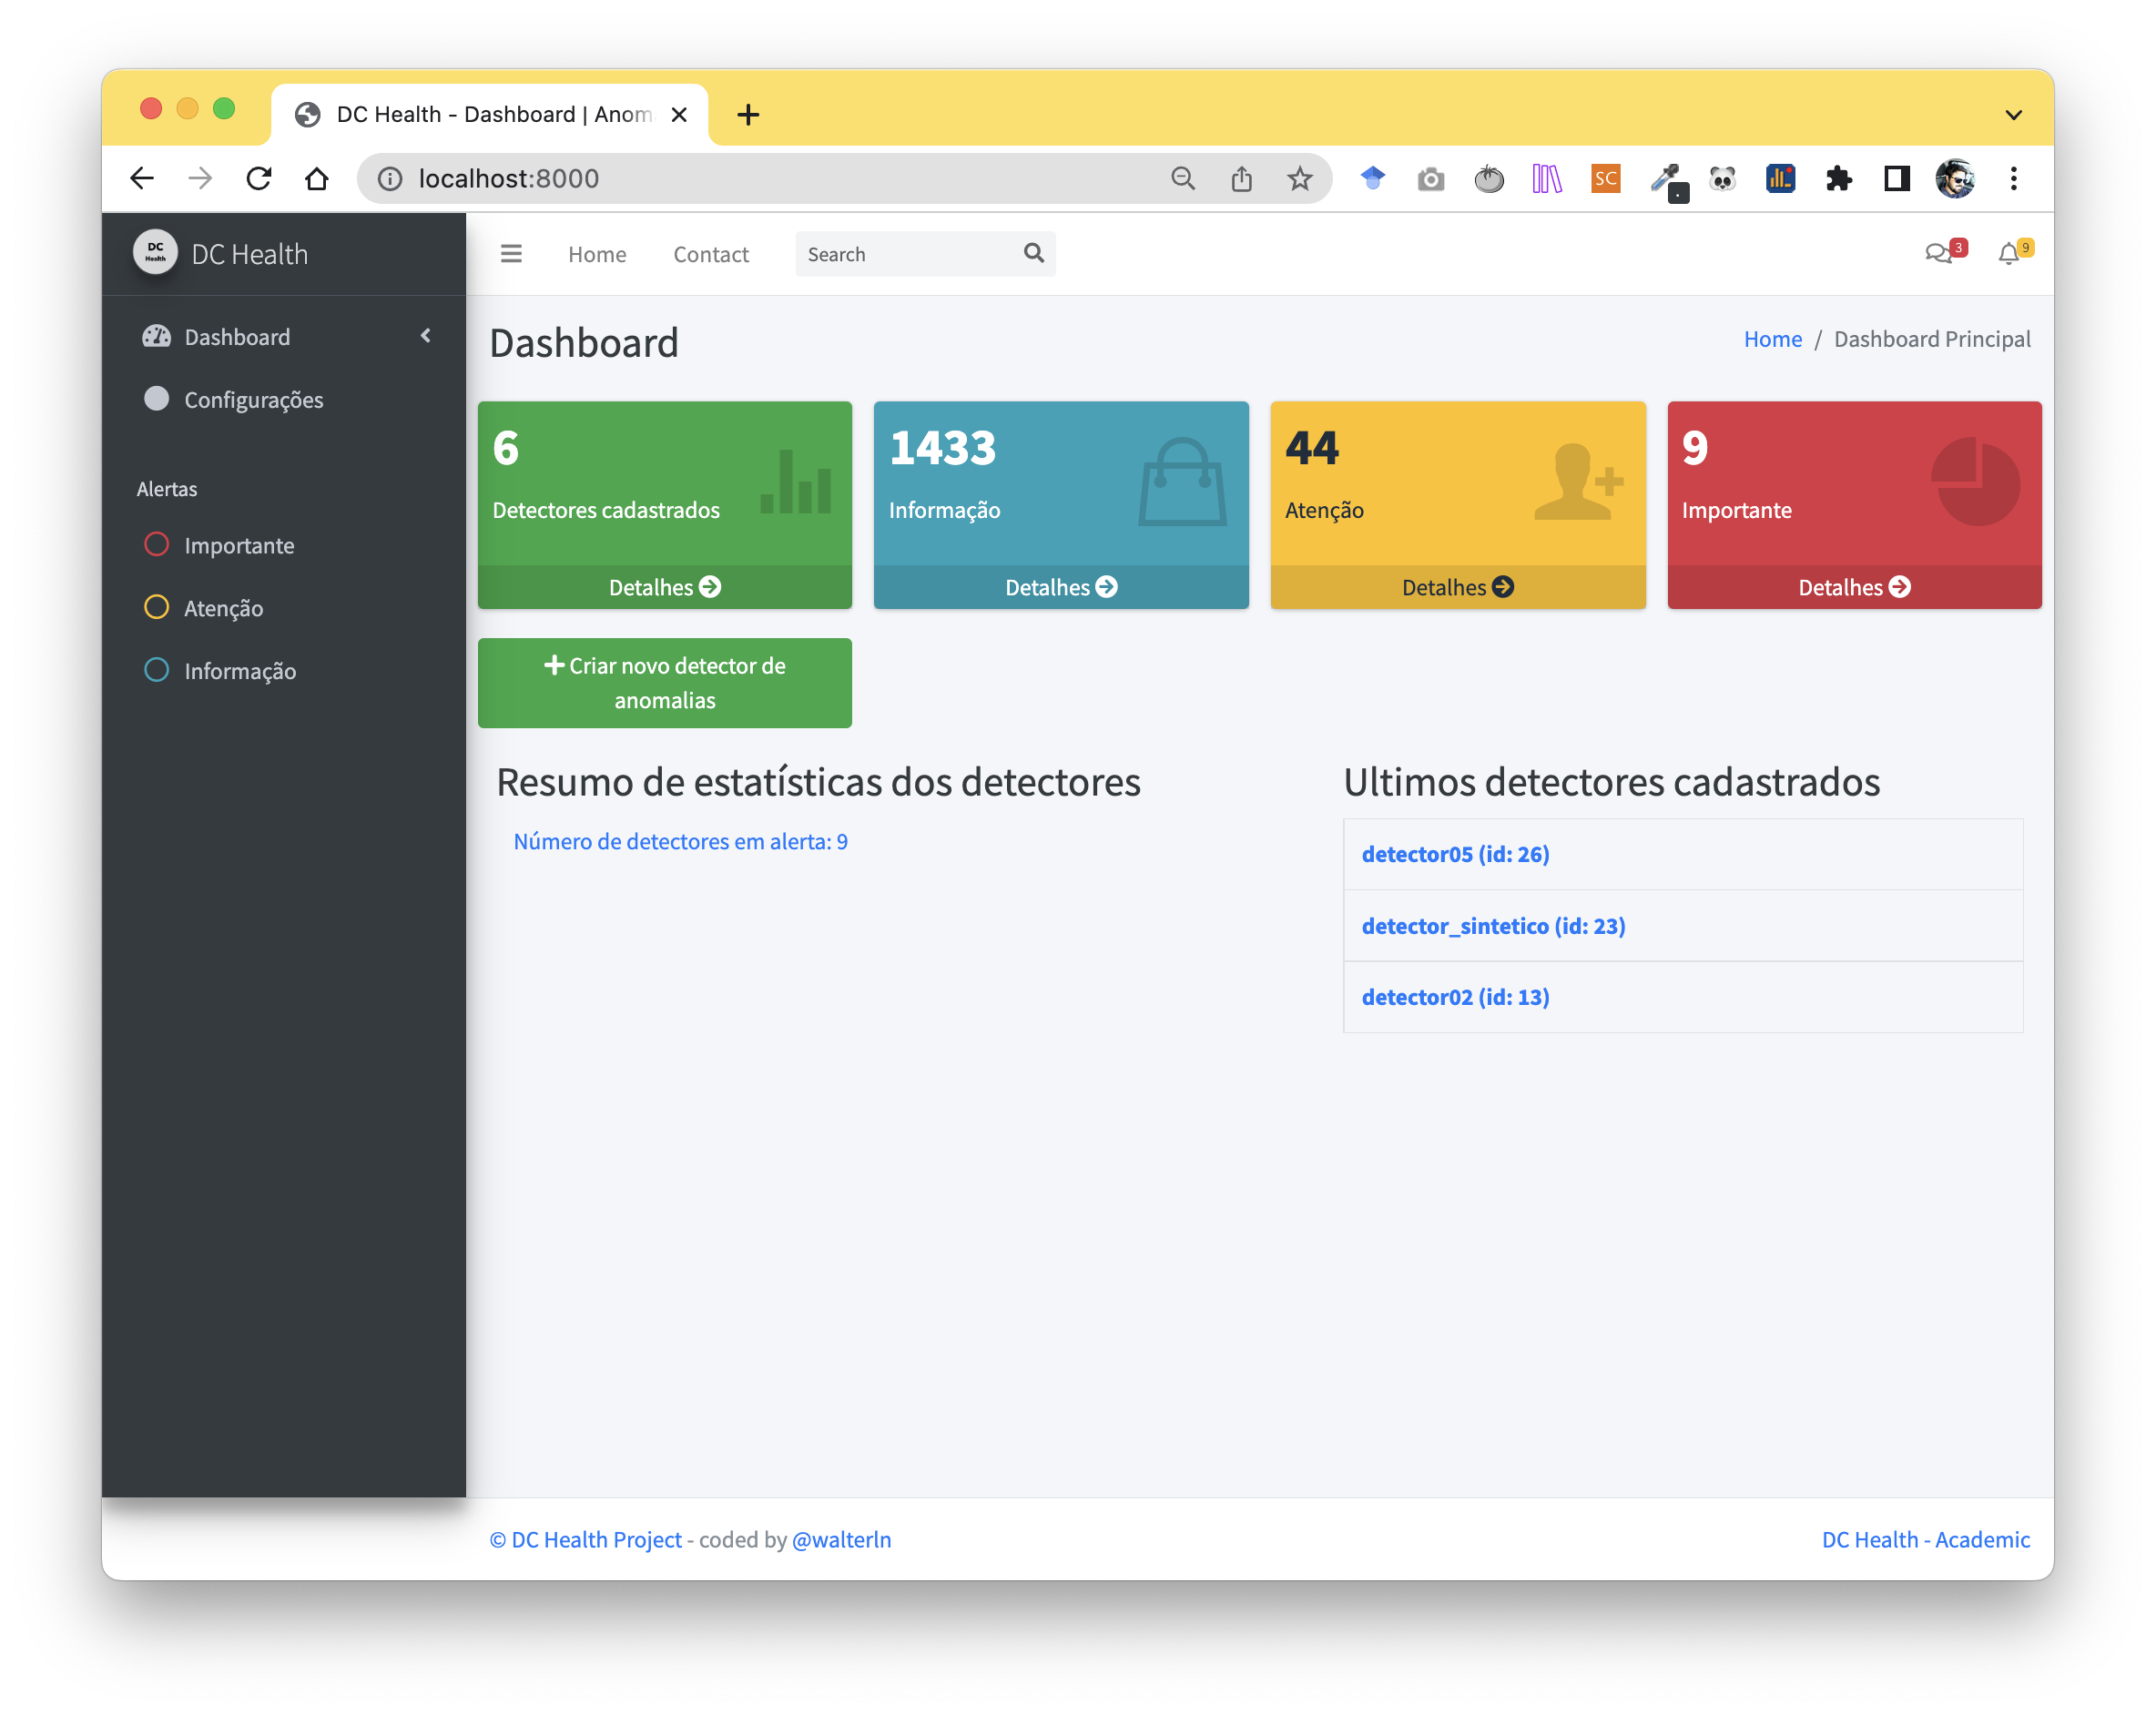 DC Health - Dashboard | Anom
localhost:8000
SC
DC
Health
DC Health
Home
Contact
Search
3
9
Dashboard
Configurações
Alertas
Importante
Atenção
Informação
Dashboard
Home / Dashboard Principal
6
Detectores cadastrados
Detalhes
1433
Informação
Detalhes
44
Atenção
Detalhes
9
Importante
Detalhes
Criar novo detector de
anomalias
Resumo de estatísticas dos detectores
Número de detectores em alerta: 9
Ultimos detectores cadastrados
detector05 (id: 26)
detector_sintetico (id: 23)
detector02 (id: 13)
© DC Health Project - coded by @walterln
DC Health - Academic